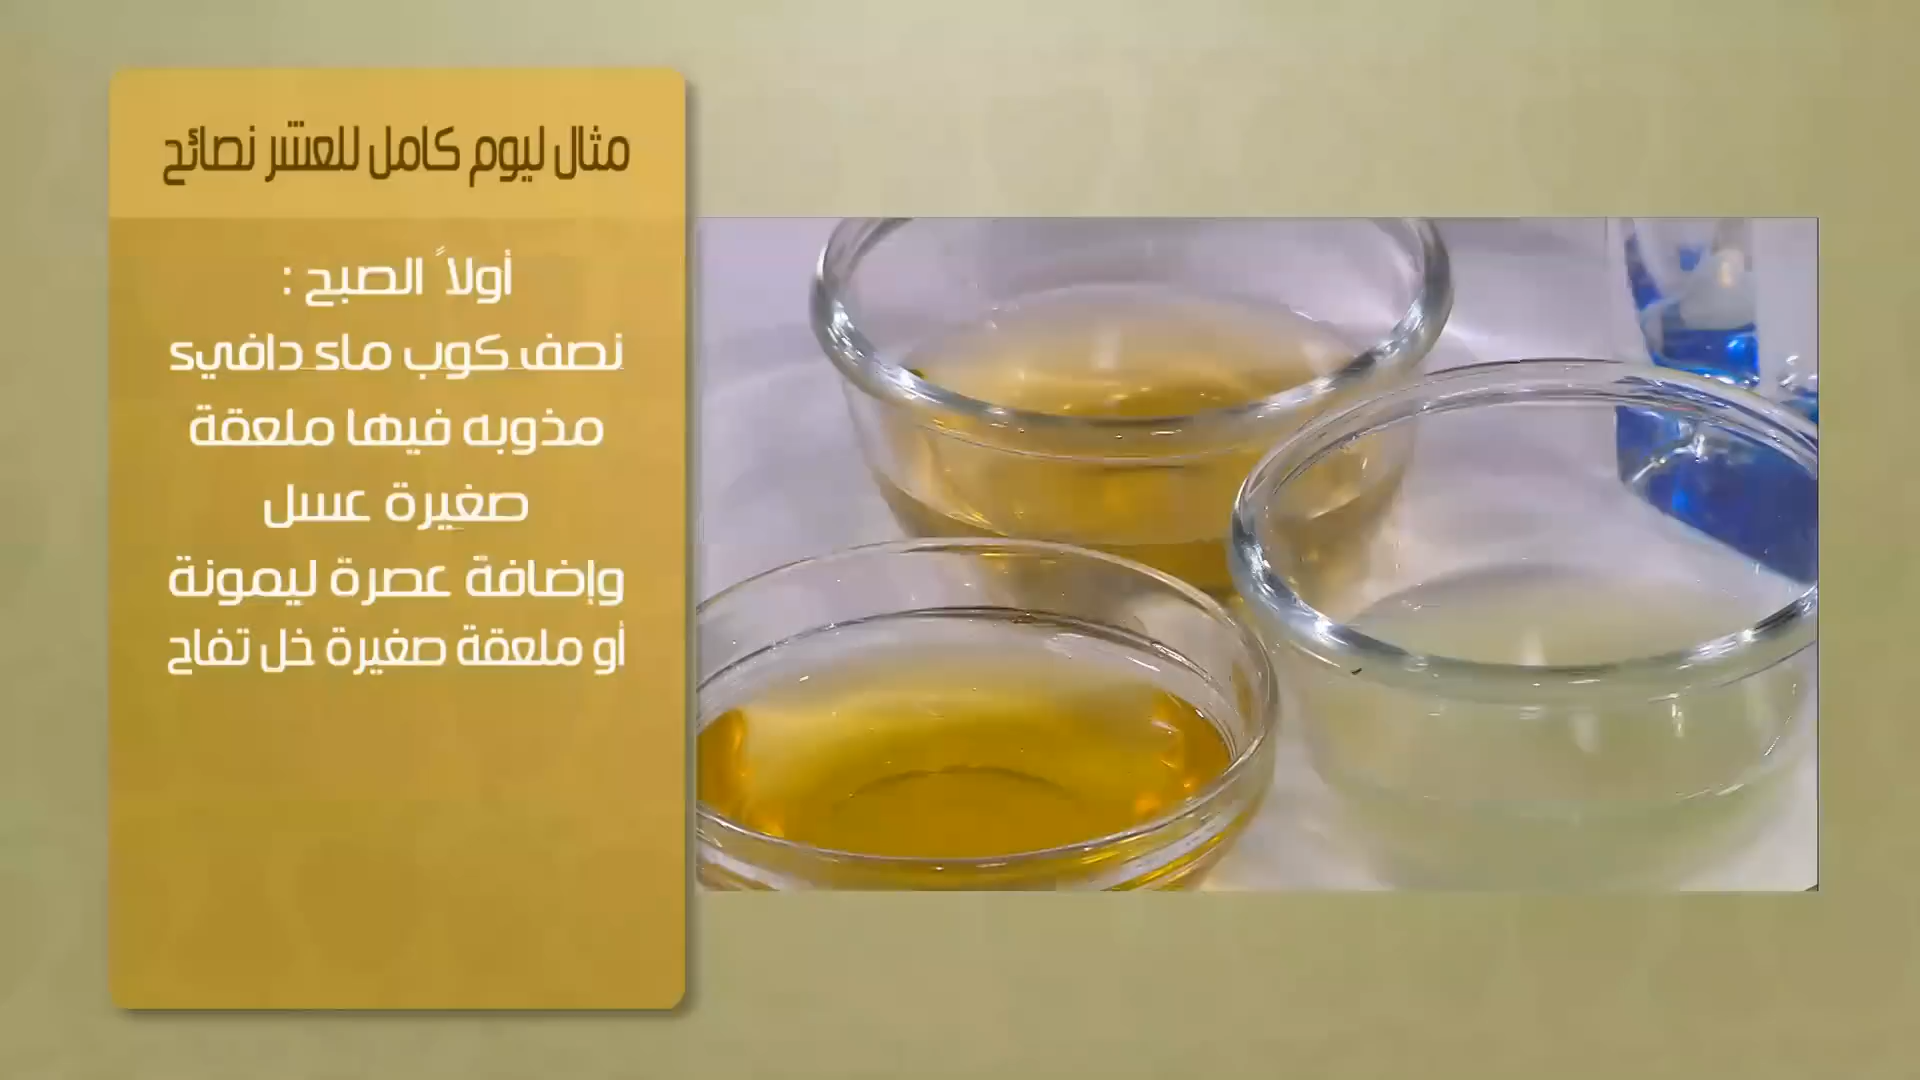 مثال ليوم كامل للعشر نصائح
أولاً الصبح :
نصف كوب ماء دافيء
مذوبه فيها ملعقة
صغيرة عسل
وإضافة عصرة ليمونة
أو ملعقة صغيرة خل تفاح